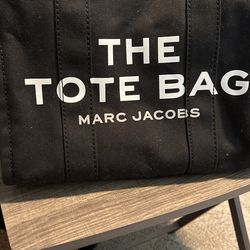 THE
TOTE BAG
MARC JACOBS